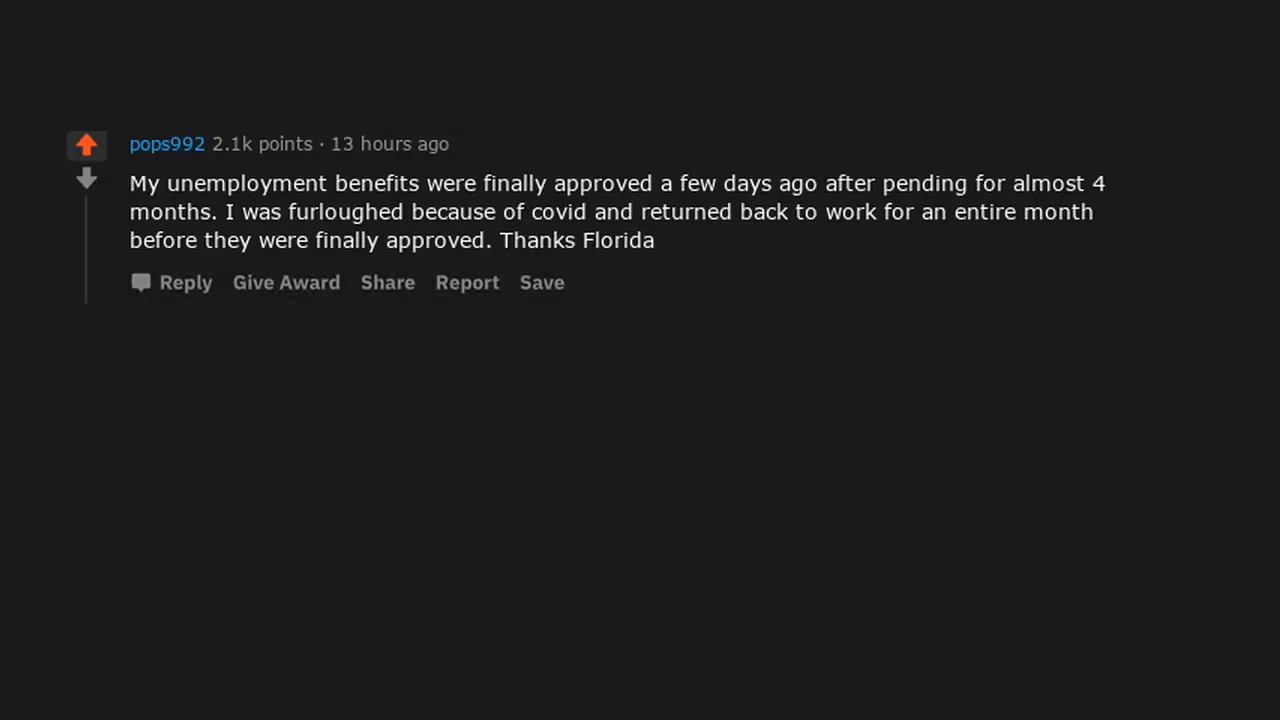 pops992 2.1k points · 13 hours ago
My unemployment benefits were finally approved a few days ago after pending for almost 4
months. I was furloughed because of covid and returned back to work for an entire month
before they were finally approved. Thanks Florida
Reply Give Award Share Report Save